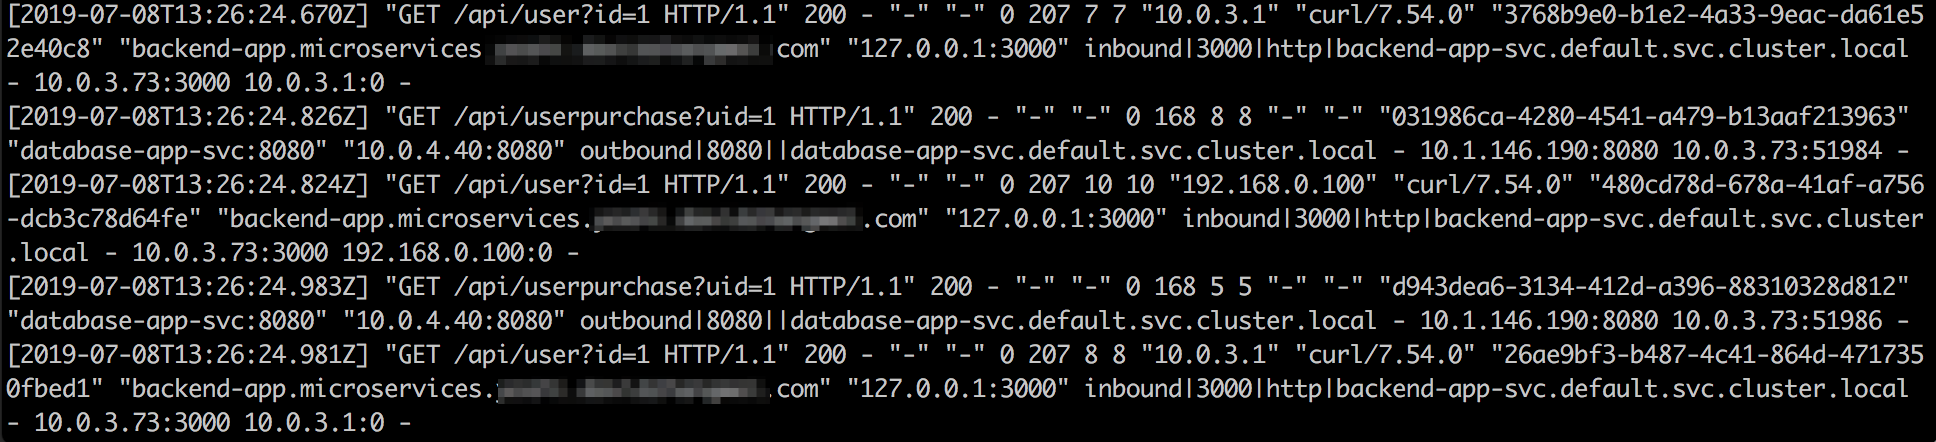 [2019-07-08T13:26:24.670Z] "GET /api/user?id=1 HTTP/1.1" 200 - "-" "-" 0 207 7 7 "10.0.3.1" "curl/7.54.0" "3768b9e0-b1e2-4a33-9eac-da61e5
2e40c8" "backend-app.microservices. com" "127.0.0.1:3000" inbound|3000|http|backend-app-svc.default.svc.cluster.local
- 10.0.3.73:3000 10.0.3.1:0 -
[2019-07-08T13:26:24.826Z] "GET /api/userpurchase?uid=1 HTTP/1.1" 200 - "-" "-" 0 168 8 8 "-" "-" "031986ca-4280-4541-a479-b13aaf213963"
"database-app-svc:8080" "10.0.4.40:8080" outbound|8080||database-app-svc.default.svc.cluster.local - 10.1.146.190:8080 10.0.3.73:51984 -
[2019-07-08T13:26:24.824Z] "GET /api/user?id=1 HTTP/1.1" 200 - "-" "-" 0 207 10 10 "192.168.0.100" "curl/7.54.0" "480cd78d-678a-41af-a756
-dcb3c78d64fe" "backend-app.microservices. .com" "127.0.0.1:3000" inbound|3000|http|backend-app-svc.default.svc.cluster
.local - 10.0.3.73:3000 192.168.0.100:0 -
[2019-07-08T13:26:24.983Z] "GET /api/userpurchase?uid=1 HTTP/1.1" 200 - "-" "-" 0 168 5 5 "-" "-" "d943dea6-3134-412d-a396-88310328d812"
"database-app-svc:8080" "10.0.4.40:8080" outbound|8080||database-app-svc.default.svc.cluster.local - 10.1.146.190:8080 10.0.3.73:51986 -
[2019-07-08T13:26:24.981Z] "GET /api/user?id=1 HTTP/1.1" 200 - "-" "-" 0 207 8 8 "10.0.3.1" "curl/7.54.0" "26ae9bf3-b487-4c41-864d-471735
0fbed1" "backend-app.microservices. .com" "127.0.0.1:3000" inbound|3000|http|backend-app-svc.default.svc.cluster.local
- 10.0.3.73:3000 10.0.3.1:0 -